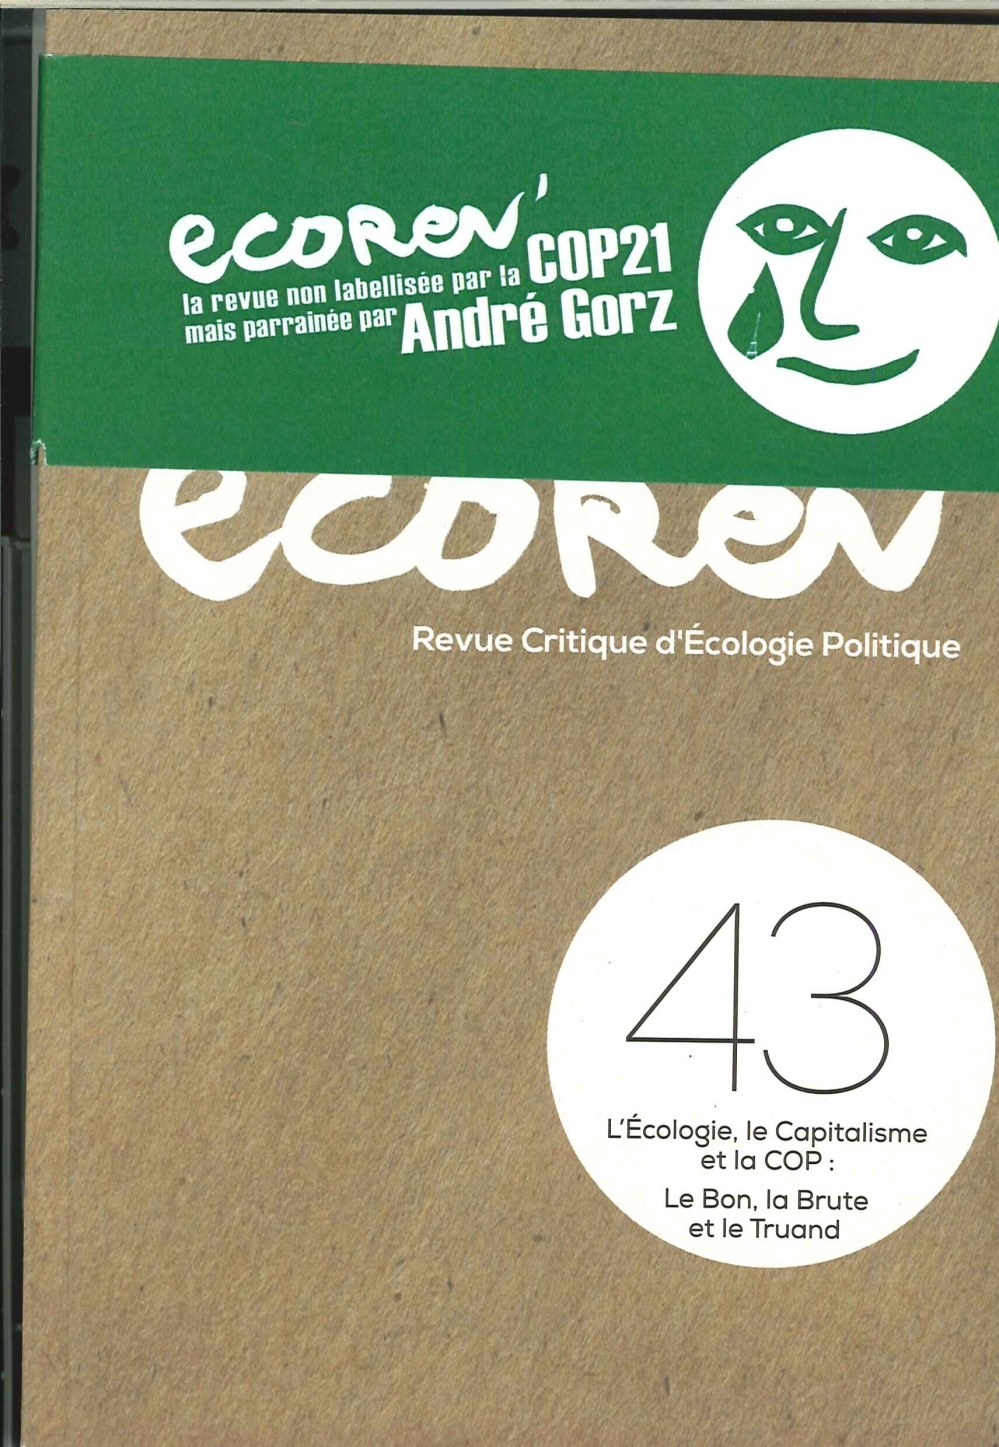 ecoRev'
la revue non labellisée par la COP21
mais parrainée par André Gorz
ecoRev
Revue Critique d'Écologie Politique
43
L'Écologie, le Capitalisme
et la COP :
Le Bon, la Brute
et le Truand